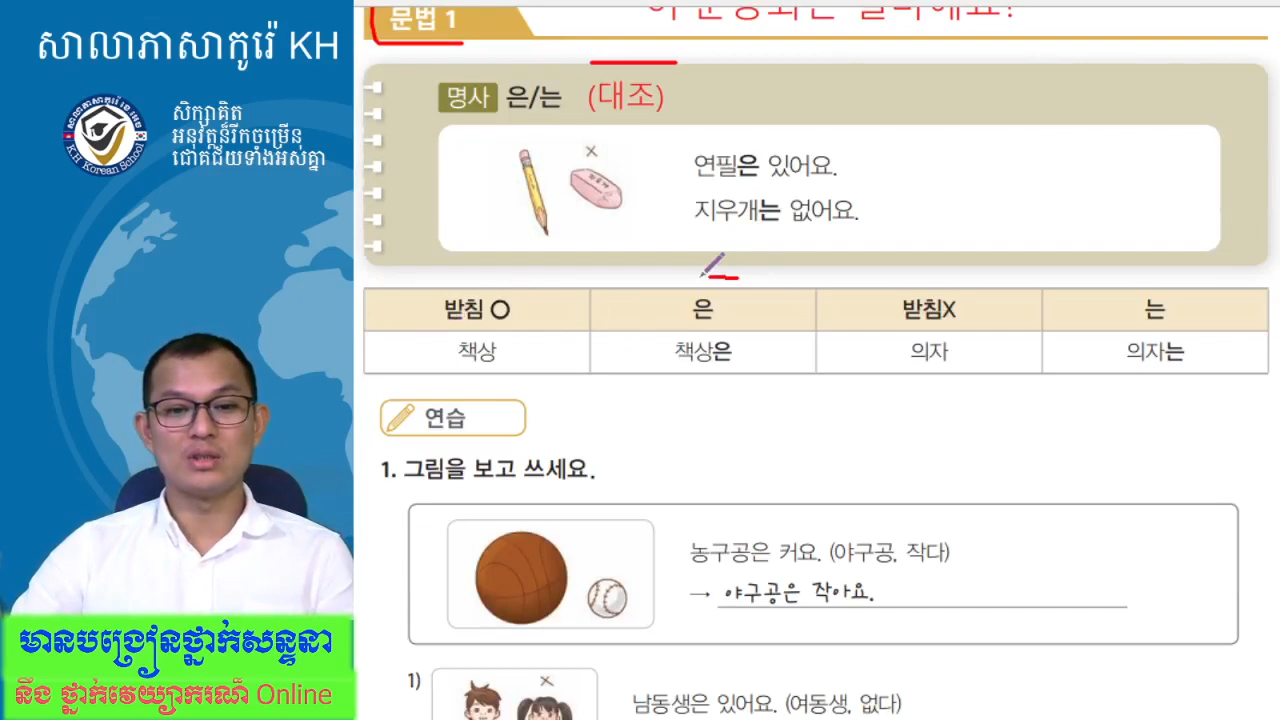 សាលាភាសាកូរ៉េ KH
សិក្សាគិត
អនុវត្តន៍រីកចម្រើន
ជោគជ័យទាំងអស់គ្នា
K.H Korean School
មានបង្រៀនថ្នាក់សន្ទនា
នឹង ថ្នាក់វេយ្យាករណ៍ Online
문법 1
명사 은/는 (대조)
×
연필은 있어요.
지우개는 없어요.
받침 〇 은 받침X 는
책상 책상은 의자 의자는
연습
1. 그림을 보고 쓰세요.
농구공은 커요. (야구공, 작다)
→ 야구공은 작아요.
1)
×
남동생은 있어요. (여동생, 없다)